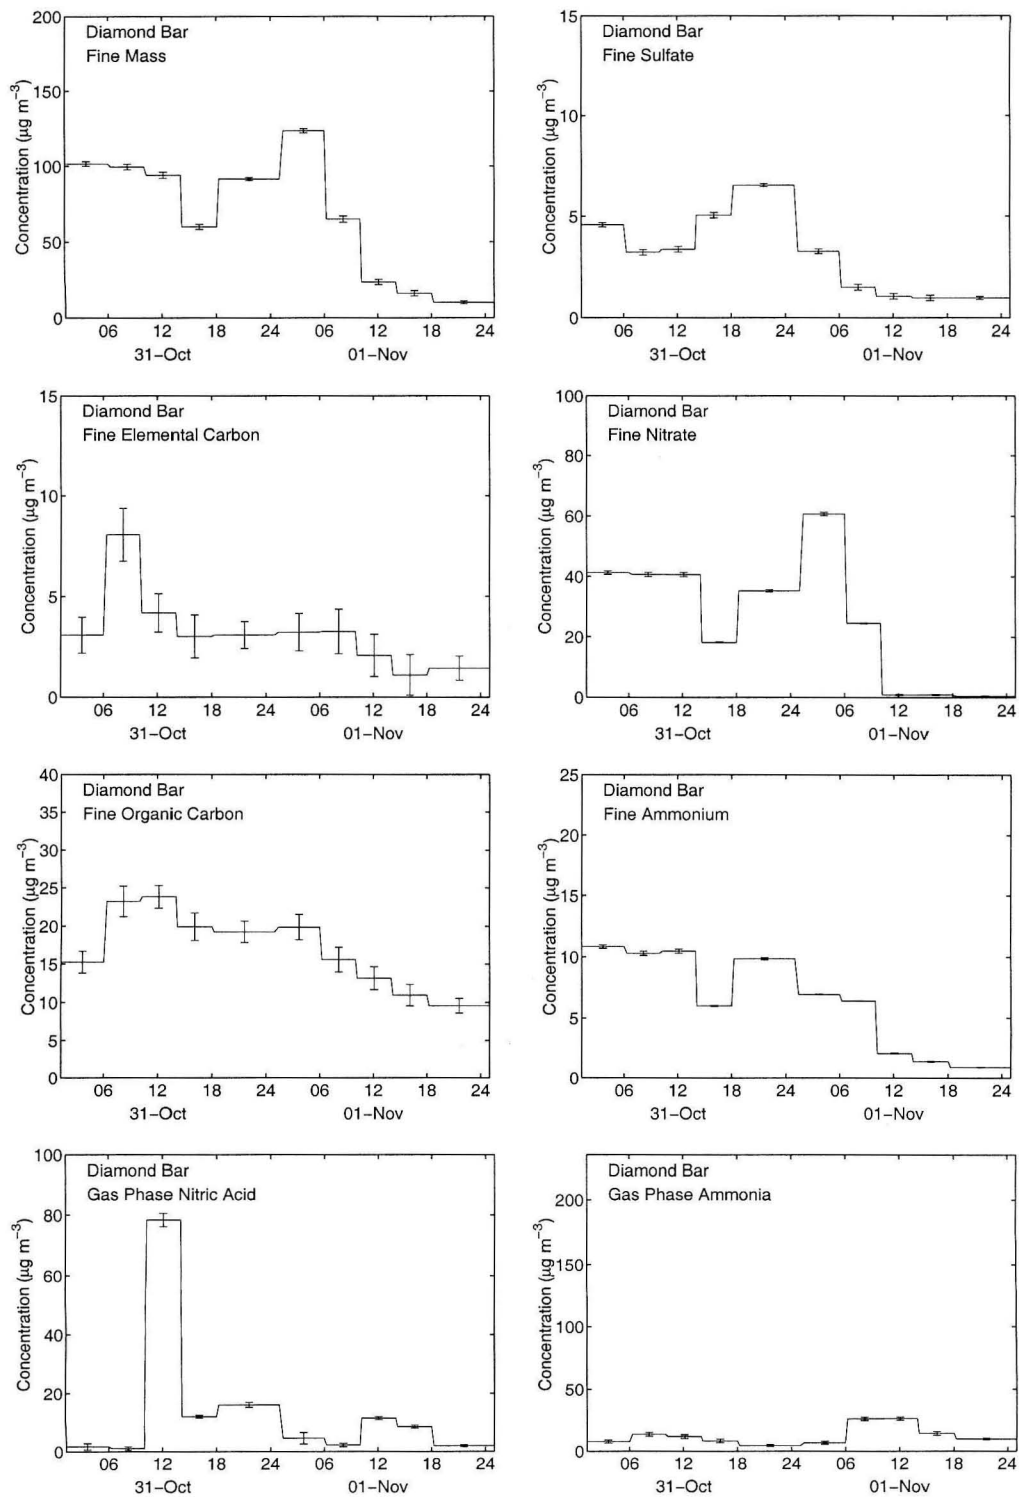 Diamond Bar
Fine Mass
Concentration (µg m−3)
200
150
100
50
0
06 12 18 24 06 12 18 24
31−Oct 01−Nov
Diamond Bar
Fine Sulfate
Concentration (µg m−3)
15
10
5
0
06 12 18 24 06 12 18 24
31−Oct 01−Nov
Diamond Bar
Fine Elemental Carbon
Concentration (µg m−3)
15
10
5
0
06 12 18 24 06 12 18 24
31−Oct 01−Nov
Diamond Bar
Fine Nitrate
Concentration (µg m−3)
100
80
60
40
20
0
06 12 18 24 06 12 18 24
31−Oct 01−Nov
Diamond Bar
Fine Organic Carbon
Concentration (µg m−3)
40
35
30
25
20
15
10
5
0
06 12 18 24 06 12 18 24
31−Oct 01−Nov
Diamond Bar
Fine Ammonium
Concentration (µg m−3)
25
20
15
10
5
0
06 12 18 24 06 12 18 24
31−Oct 01−Nov
Diamond Bar
Gas Phase Nitric Acid
Concentration (µg m−3)
100
80
60
40
20
0
06 12 18 24 06 12 18 24
31−Oct 01−Nov
Diamond Bar
Gas Phase Ammonia
Concentration (µg m−3)
200
150
100
50
0
06 12 18 24 06 12 18 24
31−Oct 01−Nov